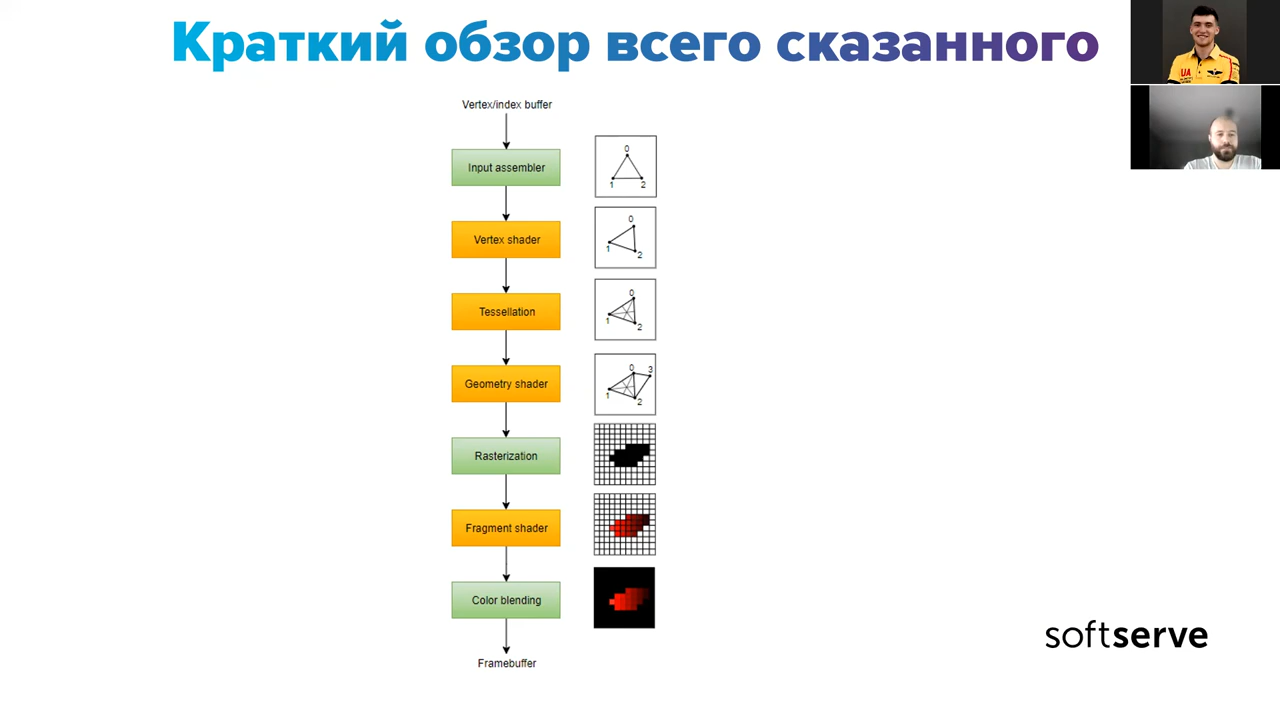 Краткий обзор всего сказанного
Vertex/index buffer
Input assembler
0
1
2
Vertex shader
0
1
2
Tessellation
0
1
2
Geometry shader
0
3
1
2
Rasterization
Fragment shader
Color blending
Framebuffer
softserve
UA